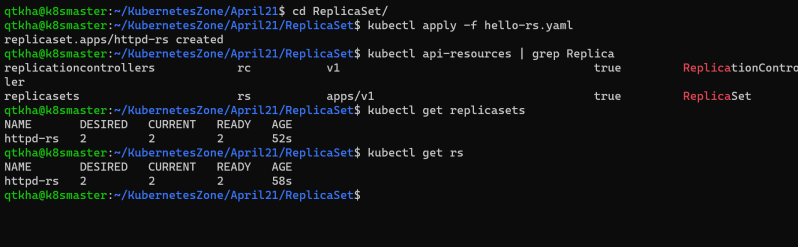 qtkha@k8smaster:~/KubernetesZone/April21$ cd ReplicaSet/
qtkha@k8smaster:~/KubernetesZone/April21/ReplicaSet$ kubectl apply -f hello-rs.yaml
replicaset.apps/httpd-rs created
qtkha@k8smaster:~/KubernetesZone/April21/ReplicaSet$ kubectl api-resources | grep Replica
replicationcontrollers rc v1 true ReplicationControl
ler
replicasets rs apps/v1 true ReplicaSet
qtkha@k8smaster:~/KubernetesZone/April21/ReplicaSet$ kubectl get replicasets
NAME DESIRED CURRENT READY AGE
httpd-rs 2 2 2 52s
qtkha@k8smaster:~/KubernetesZone/April21/ReplicaSet$ kubectl get rs
NAME DESIRED CURRENT READY AGE
httpd-rs 2 2 2 58s
qtkha@k8smaster:~/KubernetesZone/April21/ReplicaSet$